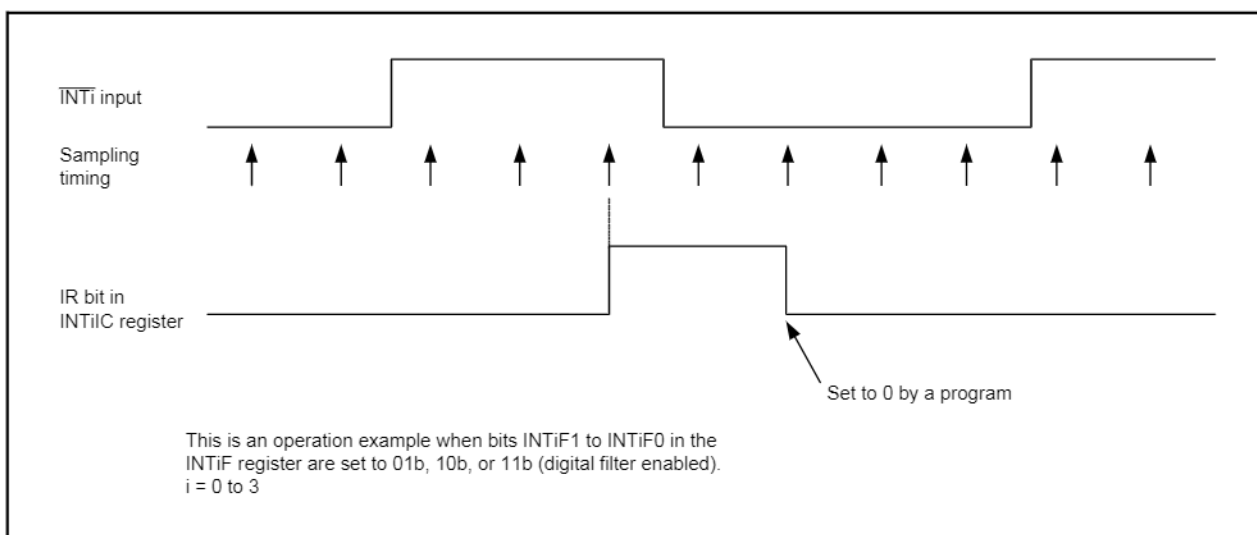 INTi input
Sampling
timing
IR bit in
INTiIC register
Set to 0 by a program
This is an operation example when bits INTiF1 to INTiF0 in the
INTiF register are set to 01b, 10b, or 11b (digital filter enabled).
i = 0 to 3